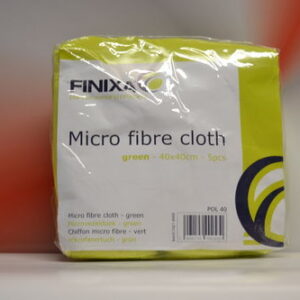 FINIXA
Micro fibre cloth
green - 40x40cm - 5pcs
POL 40
Micro fibre cloth - green
Chiffon micro fibre - vert